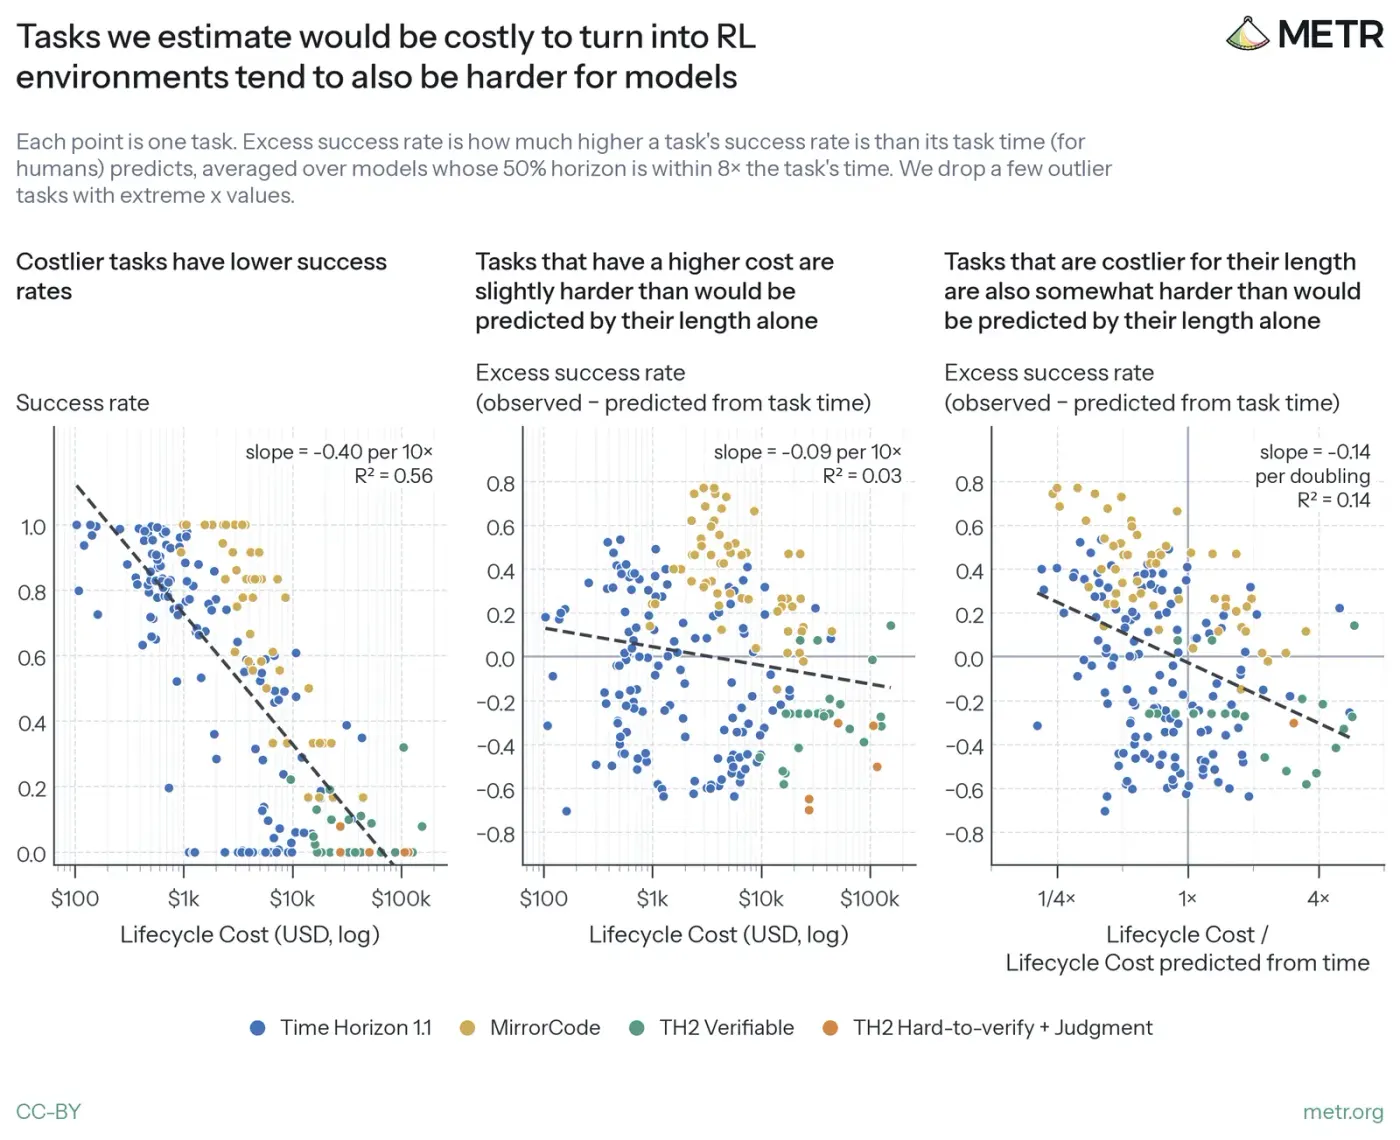 Tasks we estimate would be costly to turn into RL
environments tend to also be harder for models
METR
Each point is one task. Excess success rate is how much higher a task's success rate is than its task time (for
humans) predicts, averaged over models whose 50% horizon is within 8× the task's time. We drop a few outlier
tasks with extreme x values.
Costlier tasks have lower success
rates
Success rate
slope = −0.40 per 10×
R² = 0.56
1.0
0.8
0.6
0.4
0.2
0.0
$100
$1k
$10k
$100k
Lifecycle Cost (USD, log)
Tasks that have a higher cost are
slightly harder than would be
predicted by their length alone
Excess success rate
(observed − predicted from task time)
slope = −0.09 per 10×
R² = 0.03
0.8
0.6
0.4
0.2
0.0
−0.2
−0.4
−0.6
−0.8
$100
$1k
$10k
$100k
Lifecycle Cost (USD, log)
Tasks that are costlier for their length
are also somewhat harder than would
be predicted by their length alone
Excess success rate
(observed − predicted from task time)
slope = −0.14
per doubling
R² = 0.14
0.8
0.6
0.4
0.2
0.0
−0.2
−0.4
−0.6
−0.8
1/4×
1×
4×
Lifecycle Cost /
Lifecycle Cost predicted from time
Time Horizon 1.1
MirrorCode
TH2 Verifiable
TH2 Hard-to-verify + Judgment
CC-BY
metr.org